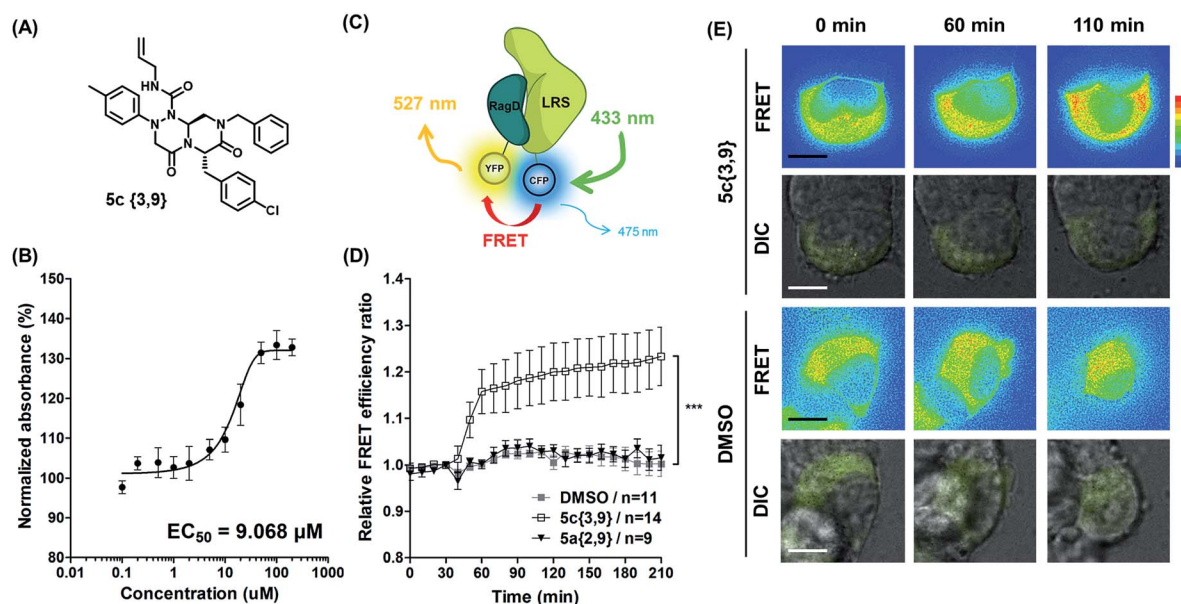 (A)
HN
O
N
N
N
N
O
O
Cl
5c {3,9}
(B)
Normalized absorbance (%)
150
140
130
120
110
100
90
80
EC50 = 9.068 µM
0.01 0.1 1 10 100 1000
Concentration (uM)
(C)
527 nm
RagD
LRS
433 nm
YFP
CFP
FRET
475 nm
(D)
Relative FRET effiiciency ratio
1.4
1.3
1.2
1.1
1.0
0.9
0.8
***
DMSO / n=11
5c{3,9} / n=14
5a{2,9} / n=9
0 30 60 90 120 150 180 210
Time (min)
(E)
0 min 60 min 110 min
5c{3,9}
FRET
DIC
DMSO
FRET
DIC